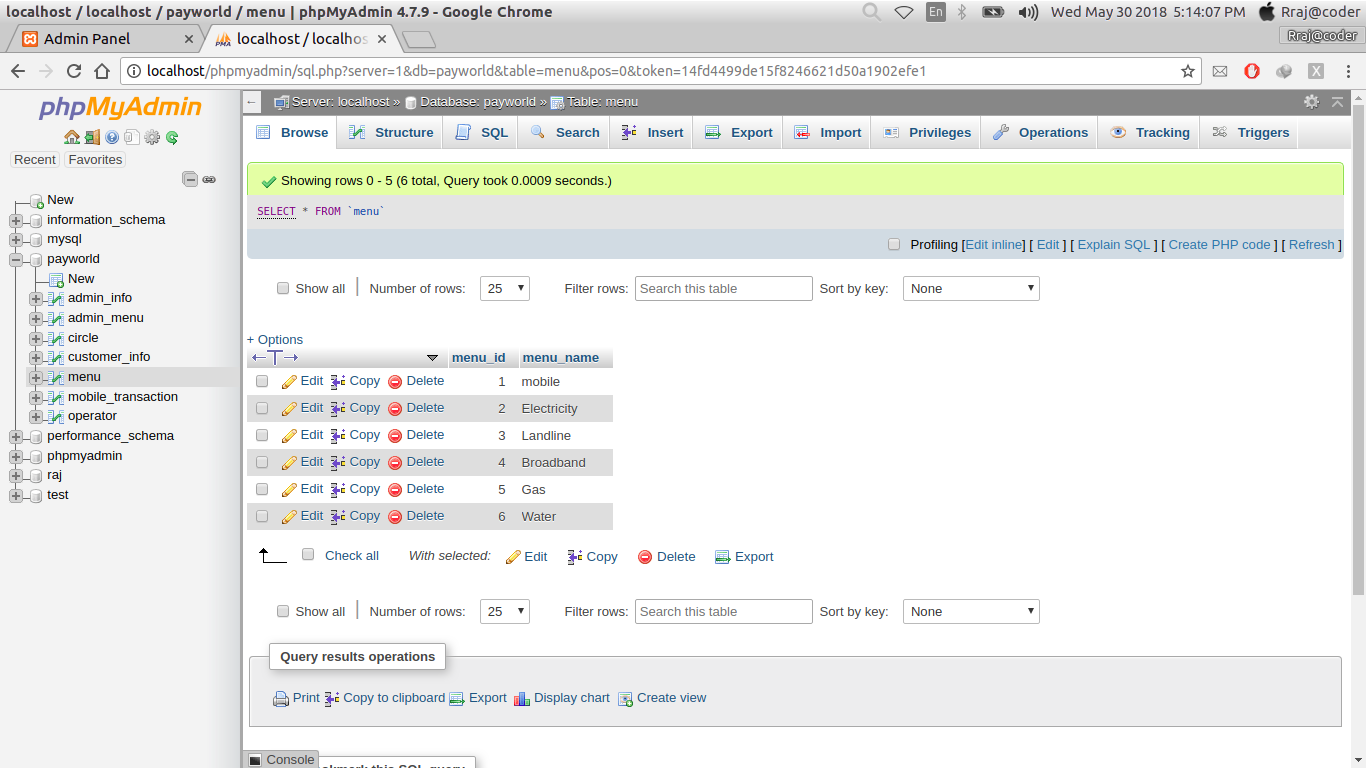 localhost / localhost / payworld / menu | phpMyAdmin 4.7.9 - Google Chrome
En
Wed May 30 2018 5:14:07 PM
Rraj@coder
Admin Panel
localhost / localhos
Rraj@coder
localhost/phpmyadmin/sql.php?server=1&db=payworld&table=menu&pos=0&token=14fd4499de15f8246621d50a1902efe1
phpMyAdmin
Recent
Favorites
New
information_schema
mysql
payworld
New
admin_info
admin_menu
circle
customer_info
menu
mobile_transaction
operator
performance_schema
phpmyadmin
raj
test
Server: localhost » Database: payworld » Table: menu
Browse Structure SQL Search Insert Export Import Privileges Operations Tracking Triggers
Showing rows 0 - 5 (6 total, Query took 0.0009 seconds.)
SELECT * FROM `menu`
Profiling [Edit inline] [ Edit ] [ Explain SQL ] [ Create PHP code ] [ Refresh ]
Show all | Number of rows: 25 Filter rows: Search this table Sort by key: None
+ Options
menu_id menu_name
Edit Copy Delete 1 mobile
Edit Copy Delete 2 Electricity
Edit Copy Delete 3 Landline
Edit Copy Delete 4 Broadband
Edit Copy Delete 5 Gas
Edit Copy Delete 6 Water
Check all With selected: Edit Copy Delete Export
Show all | Number of rows: 25 Filter rows: Search this table Sort by key: None
Query results operations
Print Copy to clipboard Export Display chart Create view
Console